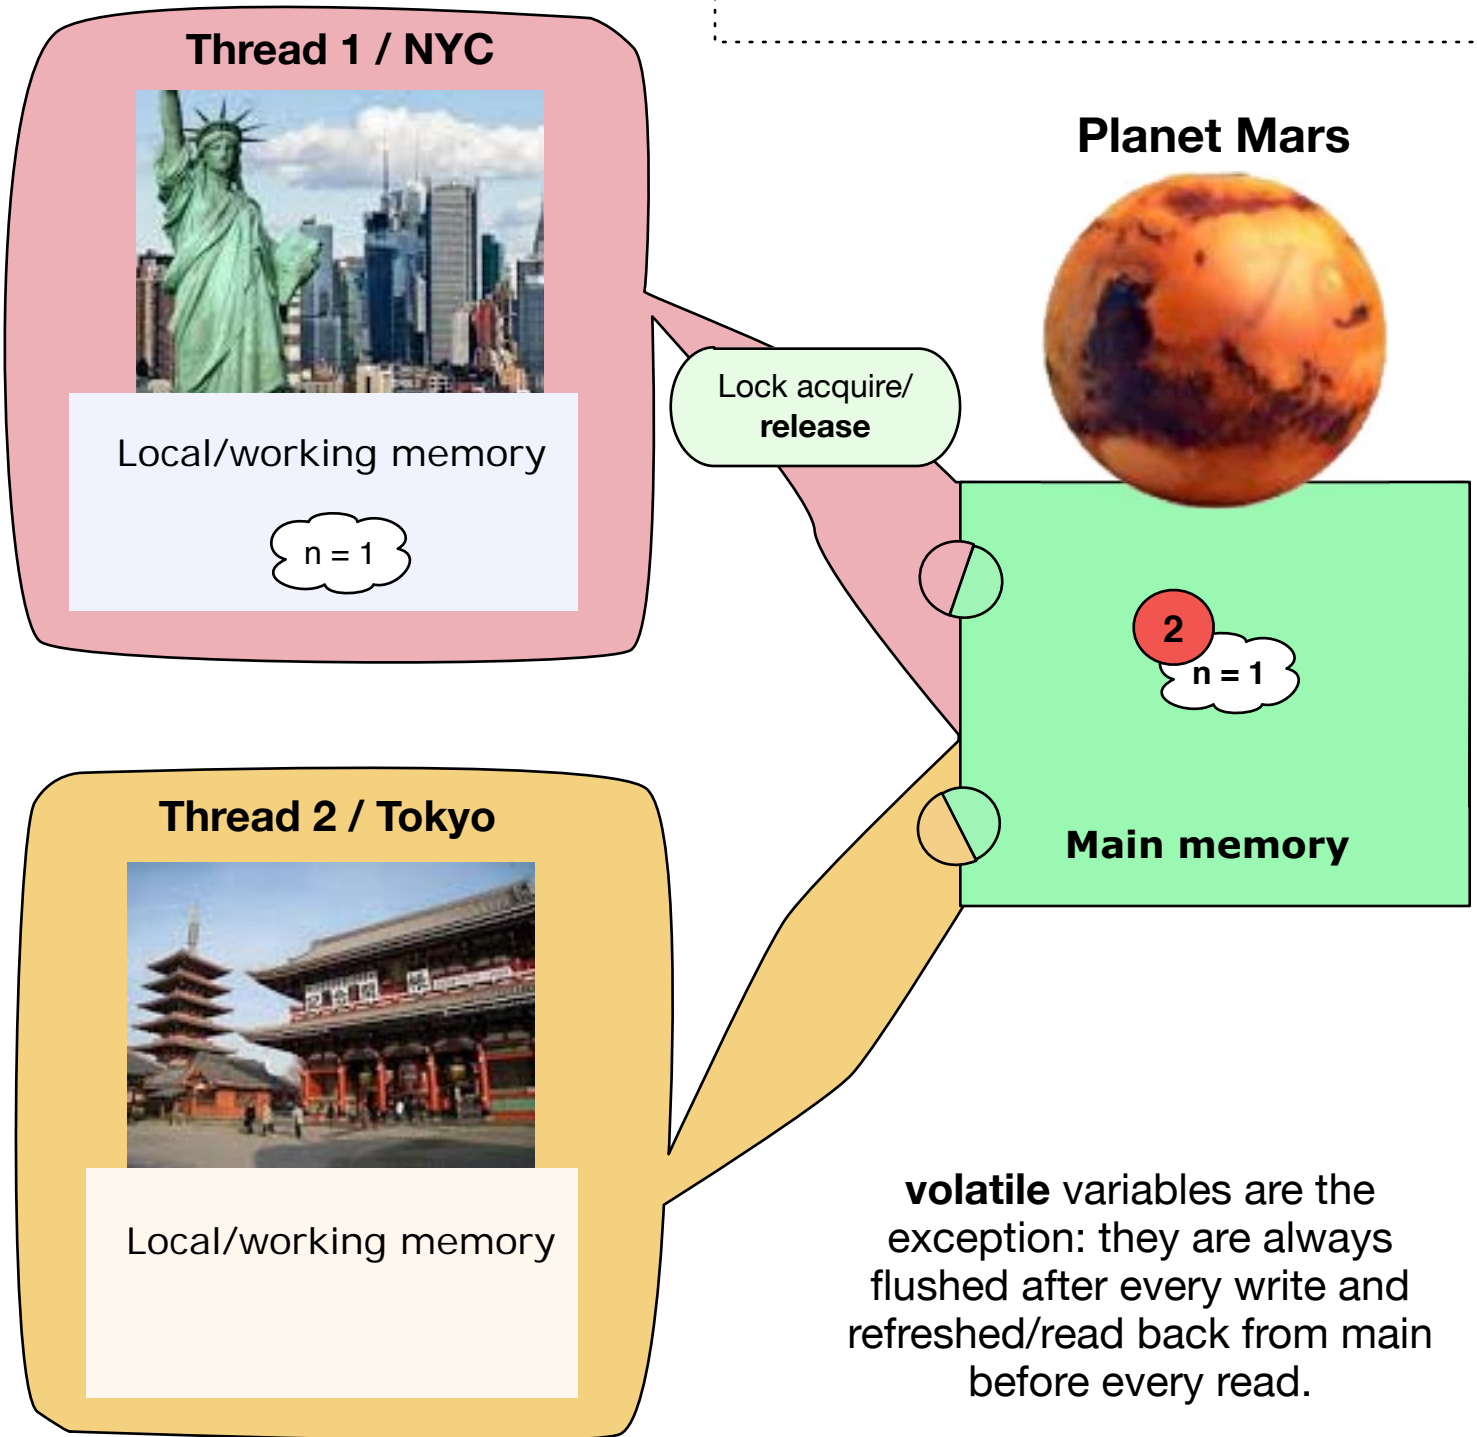 Thread 1 / NYC
Local/working memory
n = 1
Lock acquire/
release
Planet Mars
2
n = 1
Main memory
Thread 2 / Tokyo
Local/working memory
volatile variables are the
exception: they are always
flushed after every write and
refreshed/read back from main
before every read.